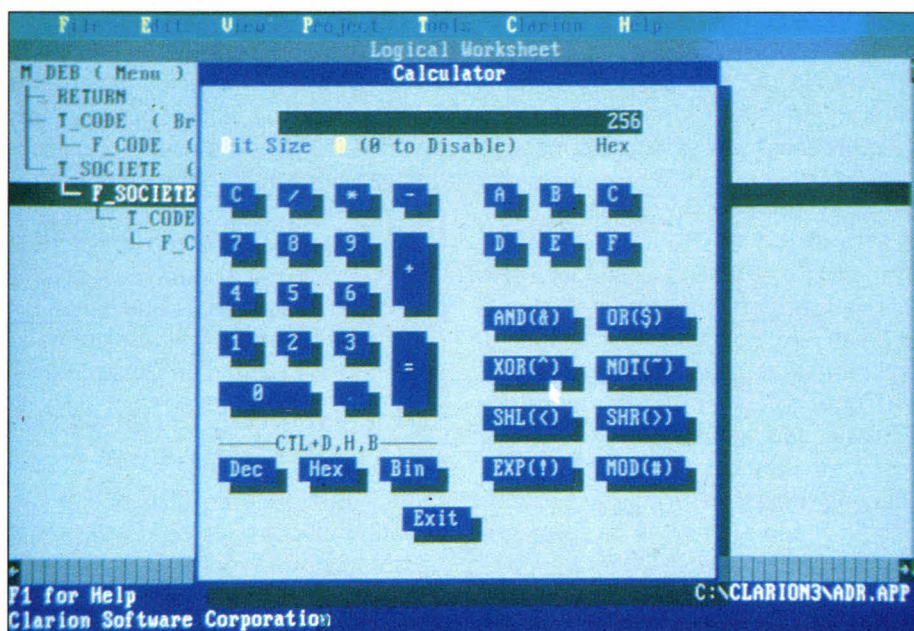 File Edit View Project Tools Clarion Help
Logical Worksheet
M_DEB ( Menu )
RETURN
T_CODE ( Br
F_CODE (
T_SOCIETE (
F_SOCIETE
T_CODE
F_C
Calculator
256
Bit Size 0 (0 to Disable) Hex
C / * - A B C
7 8 9 + D E F
4 5 6
AND(&) OR($)
1 2 3 =
XOR(^) NOT(~)
0 .
SHL(<) SHR(>)
CTL+D,H,B
Dec Hex Bin EXP(!) MOD(#)
Exit
F1 for Help C:\CLARION3\ADR.APP
Clarion Software Corporation